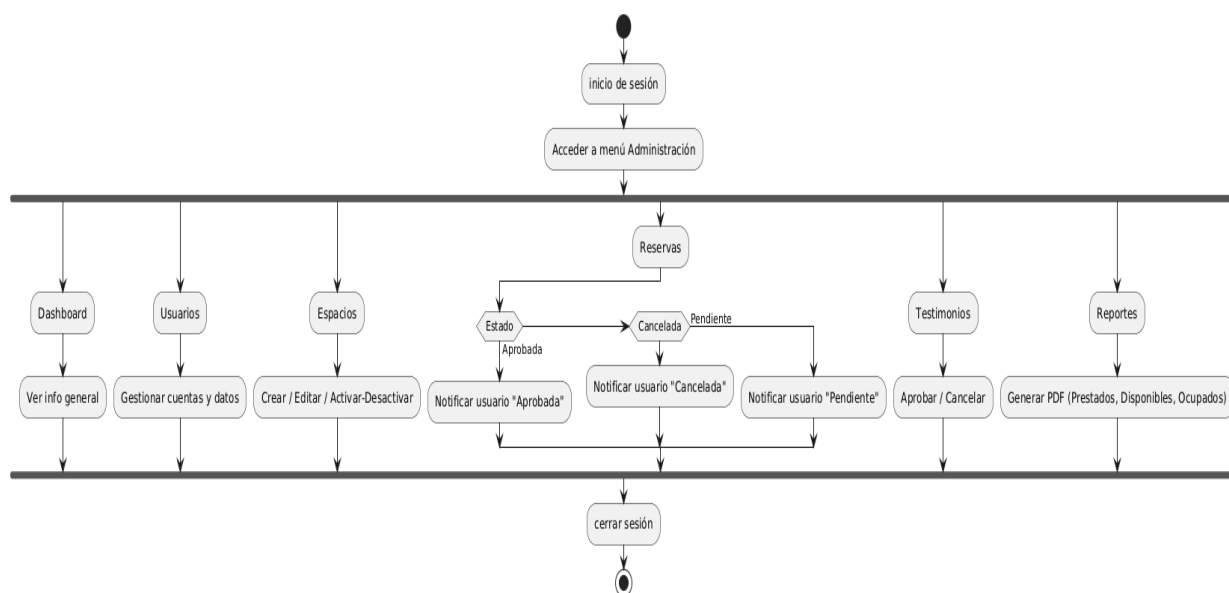 inicio de sesión
Acceder a menú Administración
Reservas
Dashboard
Usuarios
Espacios
Estado
Aprobada
Cancelada
Pendiente
Testimonios
Reportes
Ver info general
Gestionar cuentas y datos
Crear / Editar / Activar-Desactivar
Notificar usuario "Aprobada"
Notificar usuario "Cancelada"
Notificar usuario "Pendiente"
Aprobar / Cancelar
Generar PDF (Prestados, Disponibles, Ocupados)
cerrar sesión